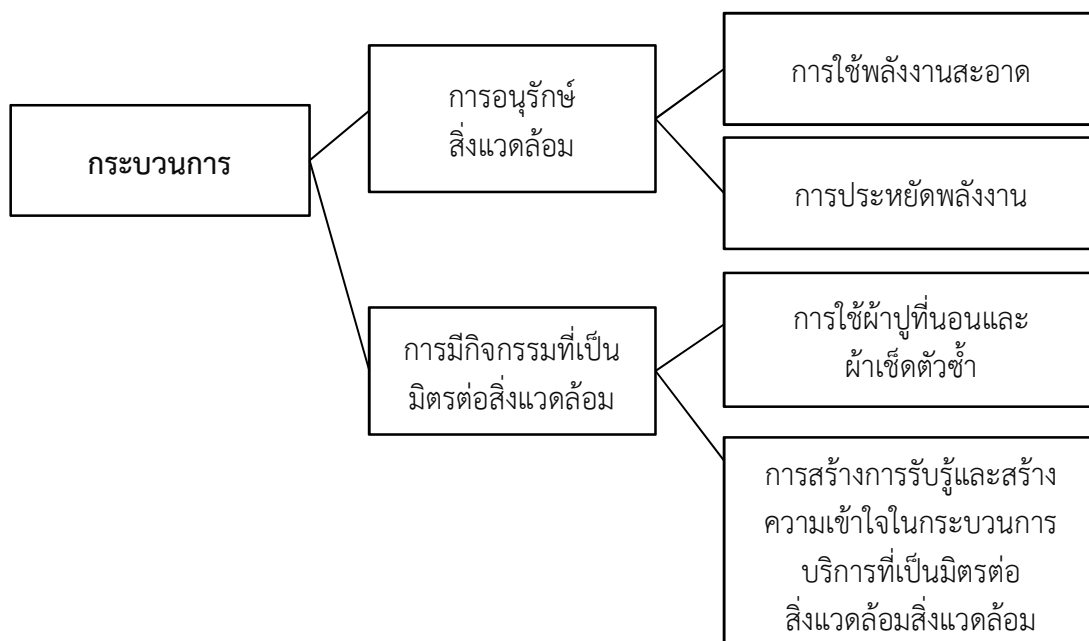 กระบวนการ
การอนุรักษ์
สิ่งแวดล้อม
การใช้พลังงานสะอาด
การประหยัดพลังงาน
การมีกิจกรรมที่เป็น
มิตรต่อสิ่งแวดล้อม
การใช้ผ้าปูที่นอนและ
ผ้าเช็ดตัวซ้ำ
การสร้างการรับรู้และสร้าง
ความเข้าใจในกระบวนการ
บริการที่เป็นมิตรต่อ
สิ่งแวดล้อมสิ่งแวดล้อม